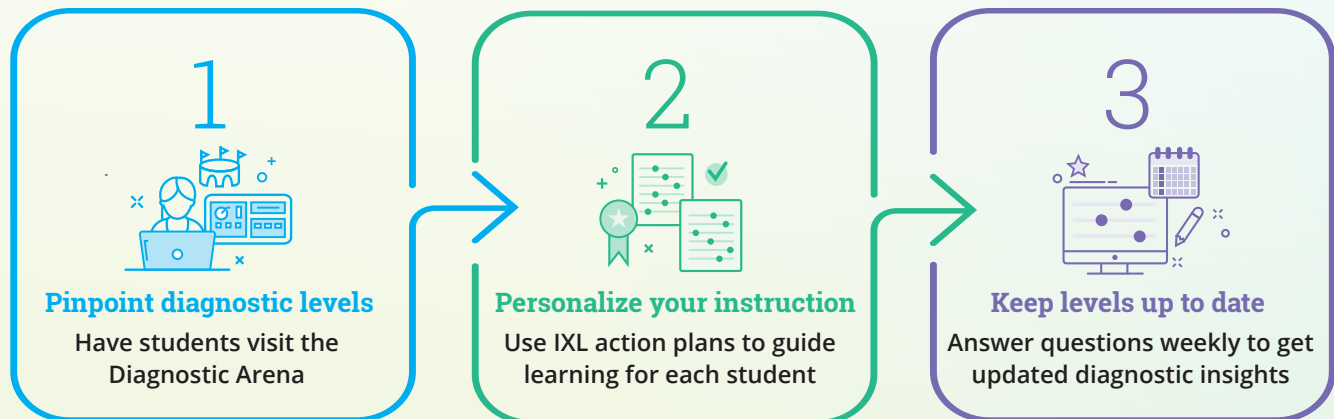 1
Pinpoint diagnostic levels
Have students visit the
Diagnostic Arena
2
Personalize your instruction
Use IXL action plans to guide
learning for each student
3
Keep levels up to date
Answer questions weekly to get
updated diagnostic insights